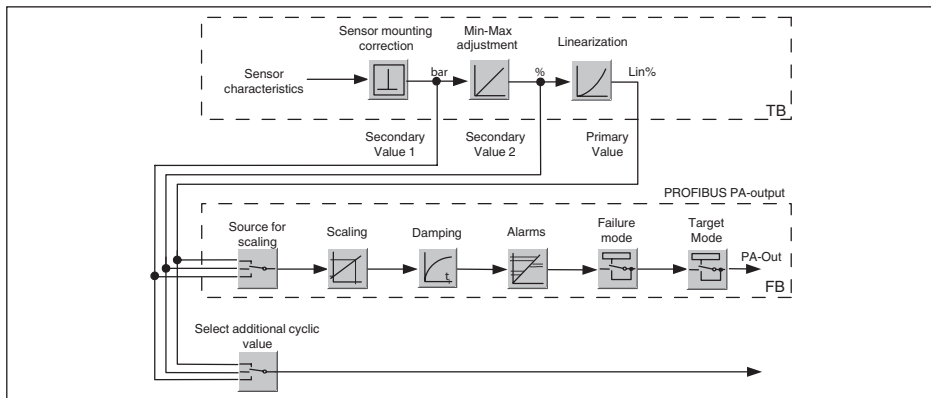 Sensor mounting
correction
Min-Max
adjustment
Linearization
Sensor
characteristics
bar
%
Lin%
TB
Secondary
Value 1
Secondary
Value 2
Primary
Value
PROFIBUS PA-output
Source for
scaling
Scaling
Damping
Alarms
Failure
mode
Target
Mode
t
PA-Out
FB
Select additional cyclic
value